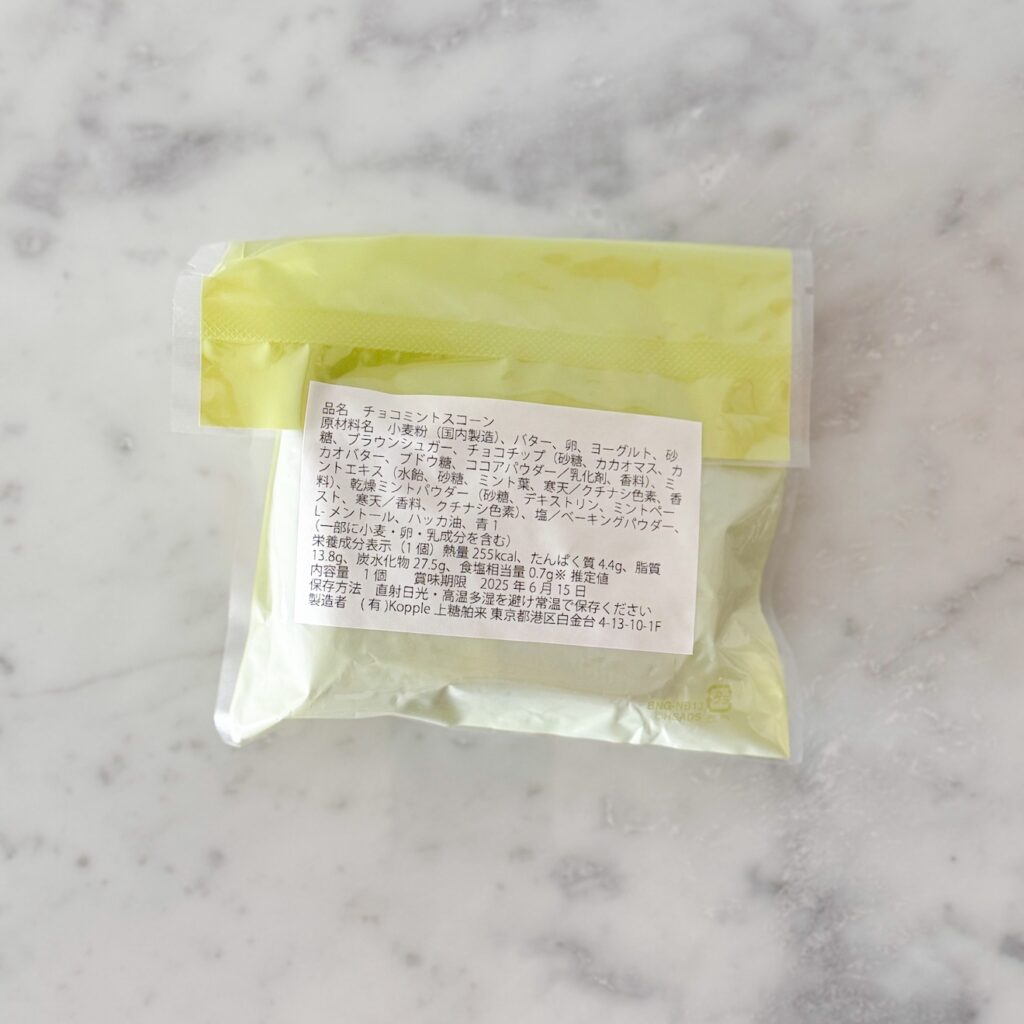 品名　チョコミントスコーン
原材料名　小麦粉（国内製造）、バター、卵、ヨーグルト、砂
糖、ブラウンシュガー、チョコチップ（砂糖、カカオマス、カ
カオバター、ブドウ糖、ココアパウダー／乳化剤、香料）、ミ
ントエキス（水飴、砂糖、ミント葉、寒天／クチナシ色素、香
料）、乾燥ミントパウダー（砂糖、デキストリン、ミントペー
スト、寒天／香料、クチナシ色素）、塩／ベーキングパウダー、
L-メントール、ハッカ油、青1
（一部に小麦・卵・乳成分を含む）
栄養成分表示（1個）熱量 255kcal、たんぱく質 4.4g、脂質
13.8g、炭水化物 27.5g、食塩相当量 0.7g※ 推定値
内容量　1個　　賞味期限　2025年6月15日
保存方法　直射日光・高温多湿を避け常温で保存ください
製造者　(有)Kopple 上糖舶来 東京都港区白金台 4-13-10-1F
プラ
BNG-NB11